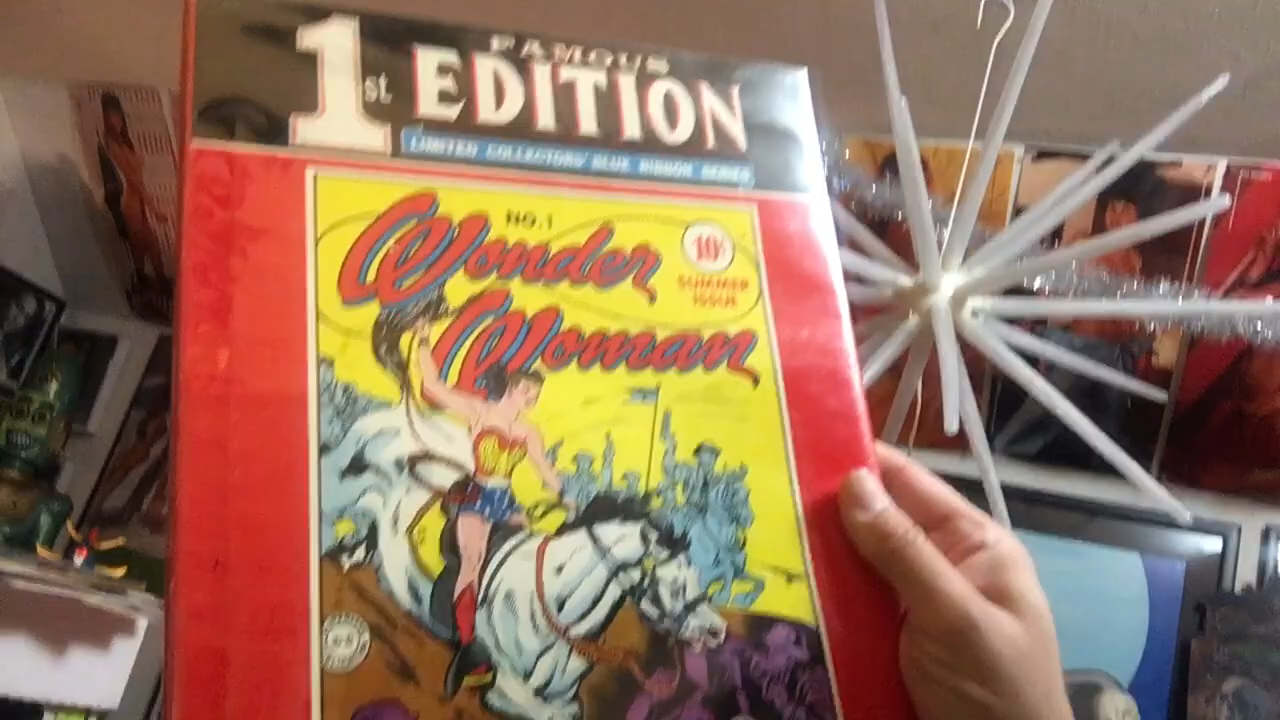 FAMOUS
1st EDITION
LIMITED COLLECTORS' BLUE RIBBON SERIES
NO. 1
10¢
Wonder
SUMMER
ISSUE
Woman